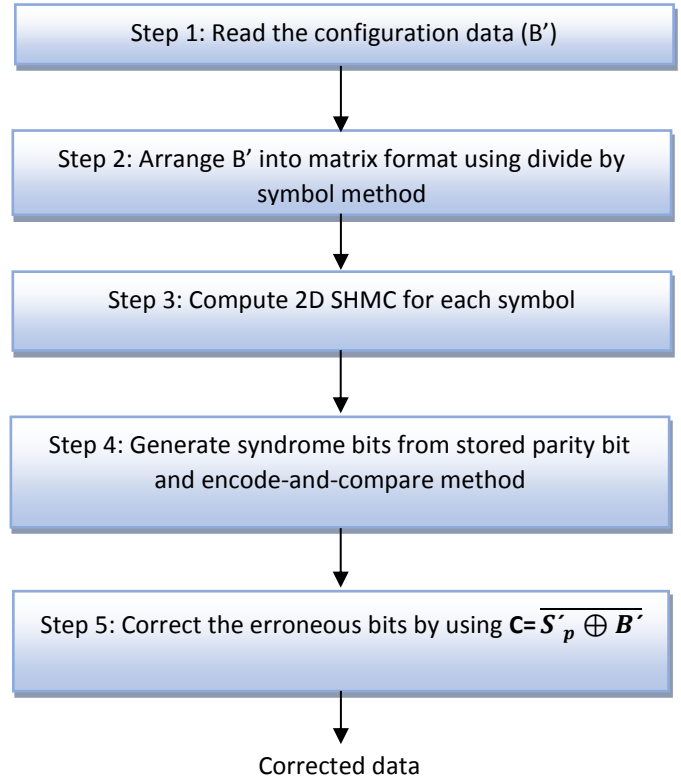 Step 1: Read the configuration data (B’)
Step 2: Arrange B’ into matrix format using divide by
symbol method
Step 3: Compute 2D SHMC for each symbol
Step 4: Generate syndrome bits from stored parity bit
and encode-and-compare method
Step 5: Correct the erroneous bits by using C= \overline{S´_p ⊕ B´}
Corrected data